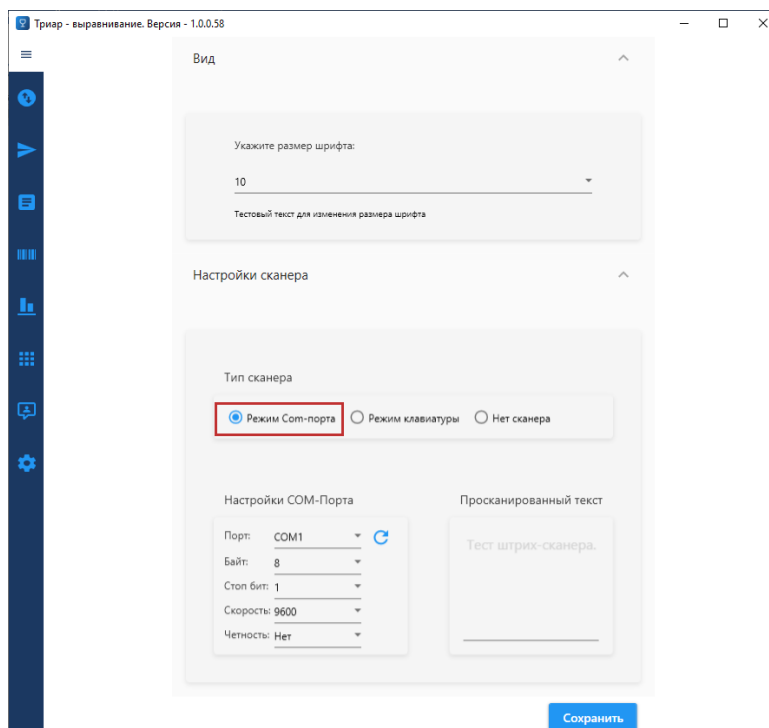 Триар - выравнивание. Версия - 1.0.0.58
Вид
Укажите размер шрифта:
10
Тестовый текст для изменения размера шрифта
Настройки сканера
Тип сканера
Режим Com-порта Режим клавиатуры Нет сканера
Настройки COM-Порта Просканированный текст
Порт: COM1
Тест штрих-сканера.
Байт: 8
Стоп бит: 1
Скорость: 9600
Четность: Нет
Сохранить